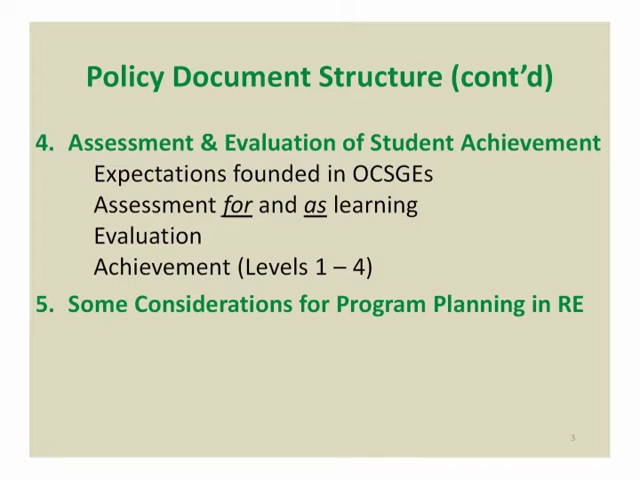 Policy Document Structure (cont’d)
4. Assessment & Evaluation of Student Achievement
Expectations founded in OCSGEs
Assessment for and as learning
Evaluation
Achievement (Levels 1 – 4)
5. Some Considerations for Program Planning in RE
3